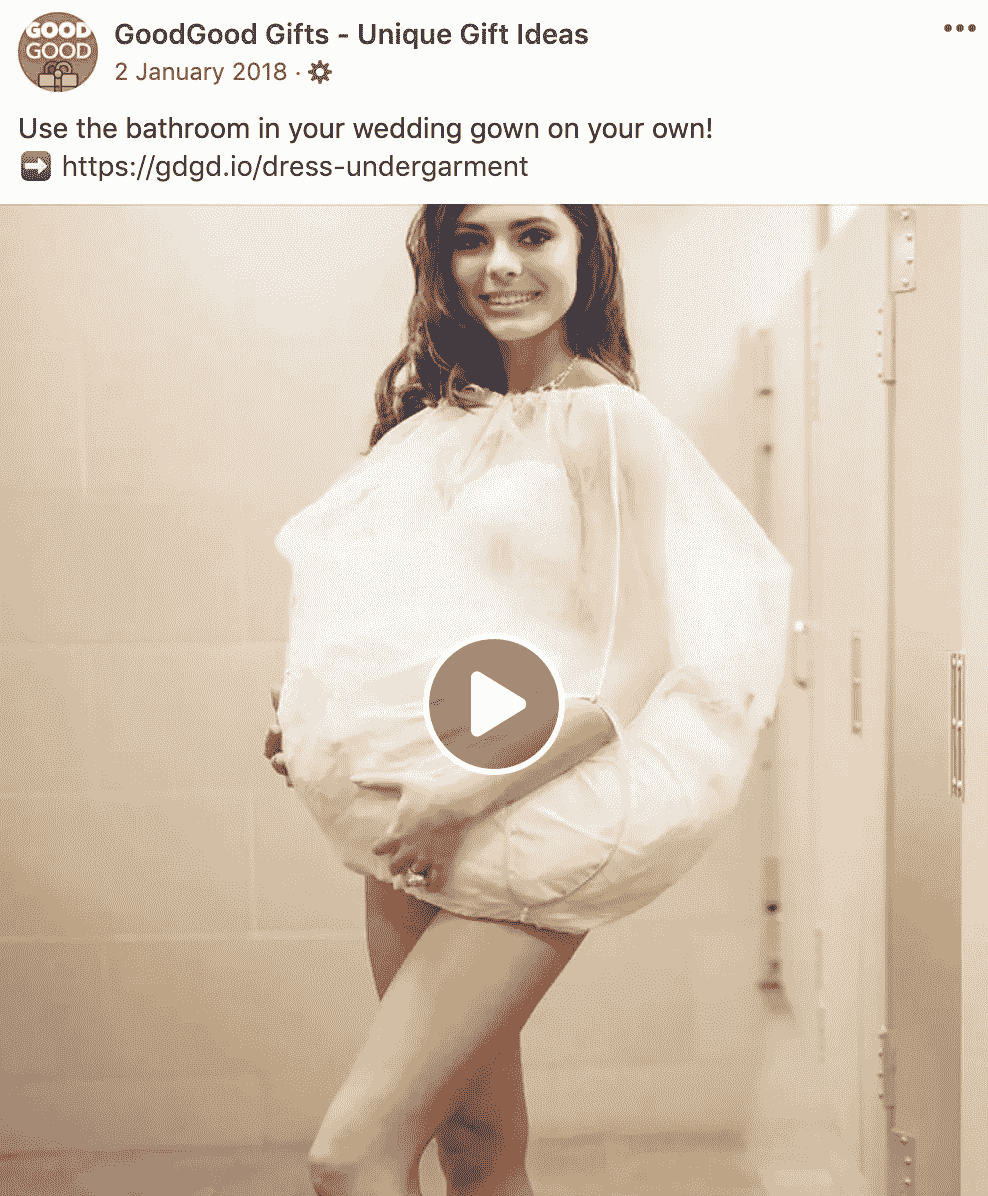 GOOD
GOOD
GoodGood Gifts - Unique Gift Ideas
2 January 2018 ·
Use the bathroom in your wedding gown on your own!
➡ https://gdgd.io/dress-undergarment